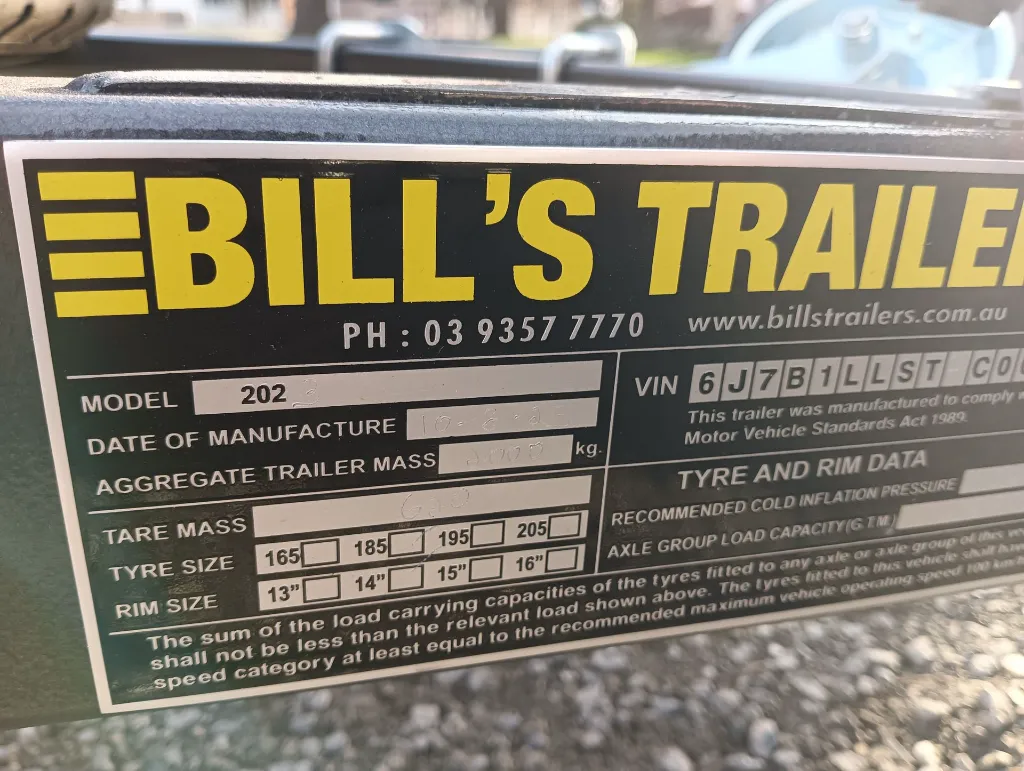 BILL'S TRAILE
PH : 03 9357 7770 www.billstrailers.com.au
MODEL 202
DATE OF MANUFACTURE
AGGREGATE TRAILER MASS kg.
TARE MASS
TYRE SIZE 165 185 195 205
RIM SIZE 13" 14" 15" 16"
VIN 6J7B1LLST C0
This trailer was manufactured to comply
Motor Vehicle Standards Act 1989.
TYRE AND RIM DATA
RECOMMENDED COLD INFLATION PRESSURE
AXLE GROUP LOAD CAPACITY (G.T.M.)
The sum of the load carrying capacities of the tyres fitted to any axle or axle group of this
shall not be less than the relevant load shown above. The tyres fitted to this vehicle shall
speed category at least equal to the recommended maximum vehicle operating speed 100